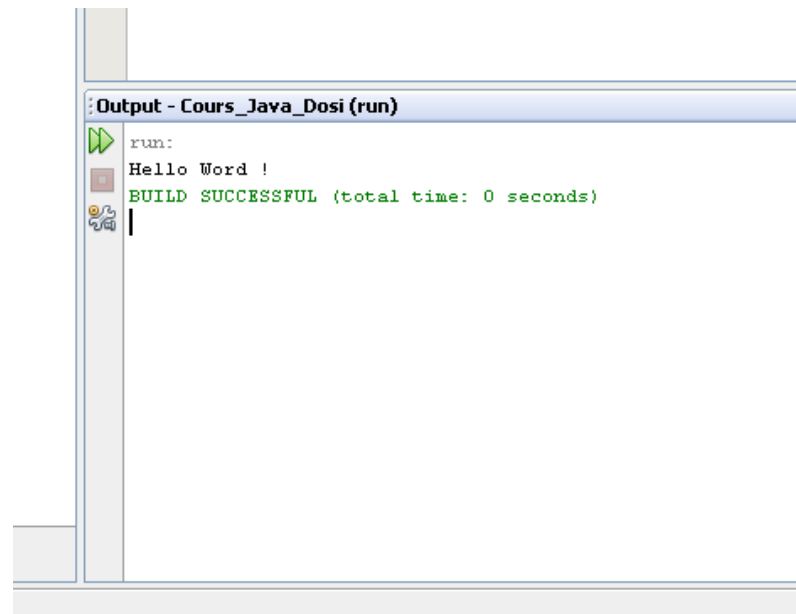 Output - Cours_Java_Dosi (run)
run:
Hello Word !
BUILD SUCCESSFUL (total time: 0 seconds)